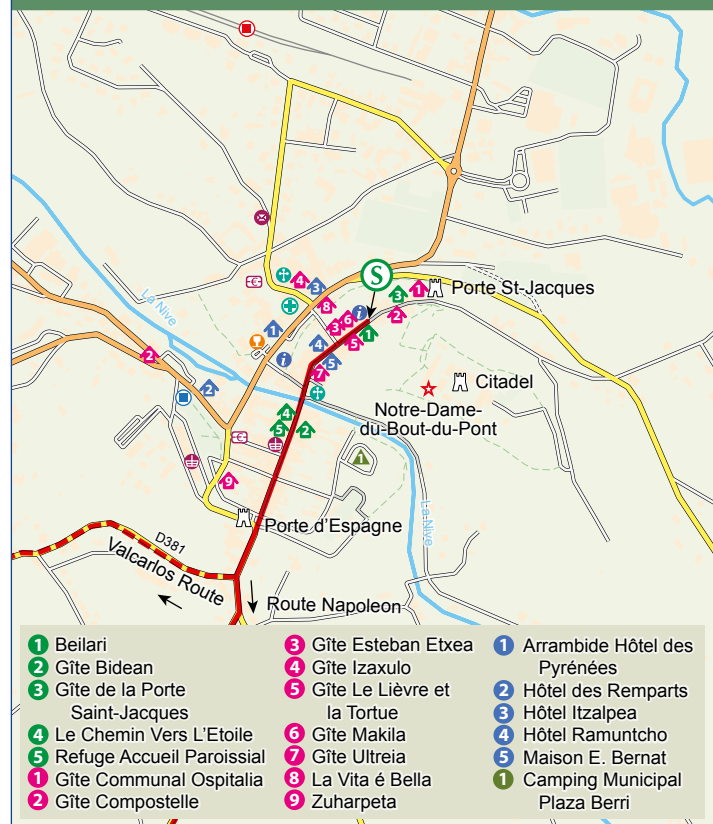 S
Porte St-Jacques
La Nive
Citadel
Notre-Dame-
du-Bout-du-Pont
La Nive
Porte d'Espagne
D381
Valcarlos Route
Route Napoleon
1 Beilari
2 Gîte Bidean
3 Gîte de la Porte
Saint-Jacques
4 Le Chemin Vers L'Etoile
5 Refuge Accueil Paroissial
1 Gîte Communal Ospitalia
2 Gîte Compostelle
3 Gîte Esteban Etxea
4 Gîte Izaxulo
5 Gîte Le Lièvre et
la Tortue
6 Gîte Makila
7 Gîte Ultreia
8 La Vita é Bella
9 Zuharpeta
1 Arrambide Hôtel des
Pyrénées
2 Hôtel des Remparts
3 Hôtel Itzalpea
4 Hôtel Ramuntcho
5 Maison E. Bernat
1 Camping Municipal
Plaza Berri